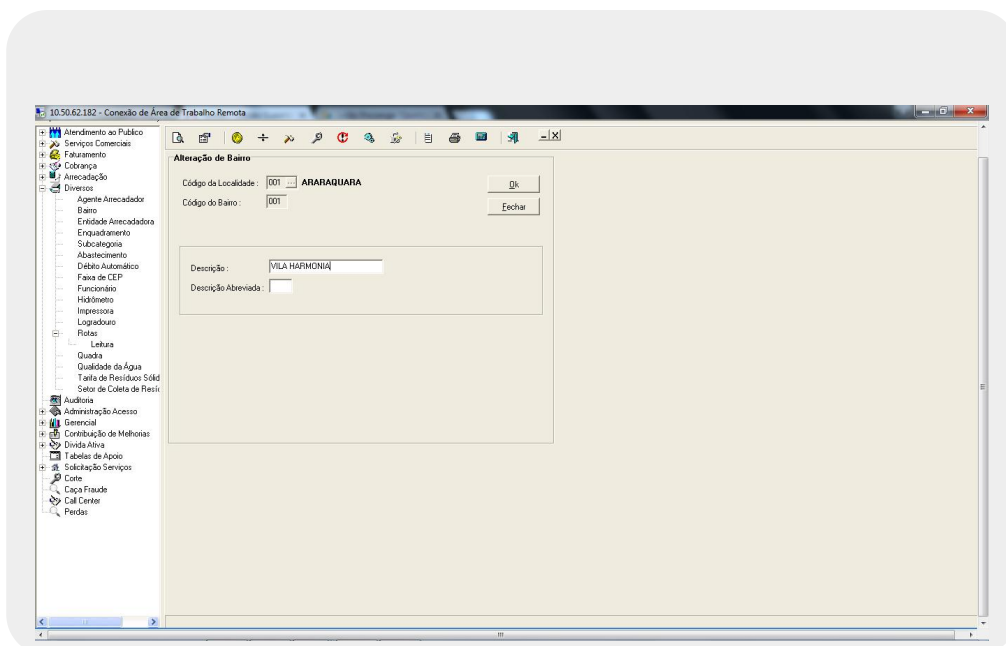 10.50.62.182 - Conexão de Área de Trabalho Remota
Atendimento ao Publico
Serviços Comerciais
Faturamento
Cobrança
Arrecadação
Diversos
Agente Arrecadador
Bairro
Entidade Arrecadadora
Enquadramento
Subcategoria
Abastecimento
Débito Automático
Faixa de CEP
Funcionário
Hidrômetro
Impressora
Logradouro
Rotas
Leitura
Quadra
Qualidade da Água
Tarifa de Resíduos Sólid
Setor de Coleta de Resíd
Auditoria
Administração Acesso
Gerencial
Contribuição de Melhorias
Divida Ativa
Tabelas de Apoio
Solicitação Serviços
Corte
Caça Fraude
Call Center
Perdas
Alteração de Bairro
Código da Localidade : 001 ... ARARAQUARA
Ok
Código do Bairro : 001
Fechar
Descrição : VILA HARMONIA
Descrição Abreviada :